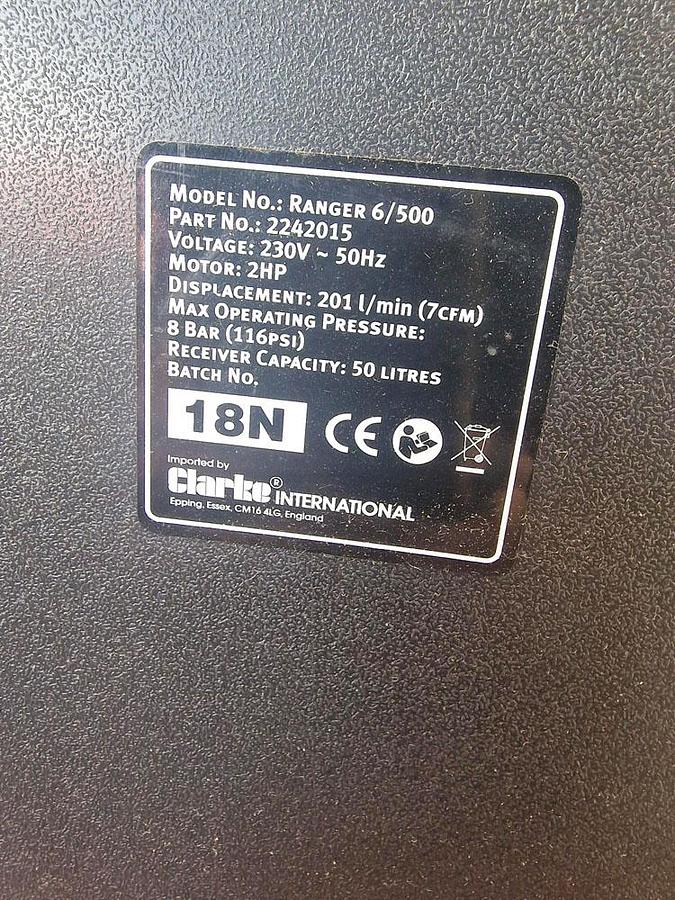 Model No.: Ranger 6/500
Part No.: 2242015
Voltage: 230V ~ 50Hz
Motor: 2HP
Displacement: 201 l/min (7cfm)
Max Operating Pressure:
8 Bar (116psi)
Receiver Capacity: 50 litres
Batch No.
18N CE
Imported by
Clarke® INTERNATIONAL
Epping, Essex, CM16 4LG, England